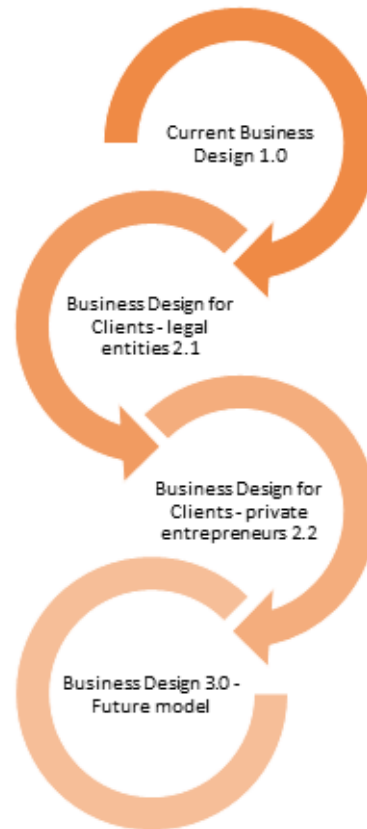 Current Business
Design 1.0
Business Design for
Clients - legal
entities 2.1
Business Design for
Clients - private
entrepreneurs 2.2
Business Design 3.0 -
Future model